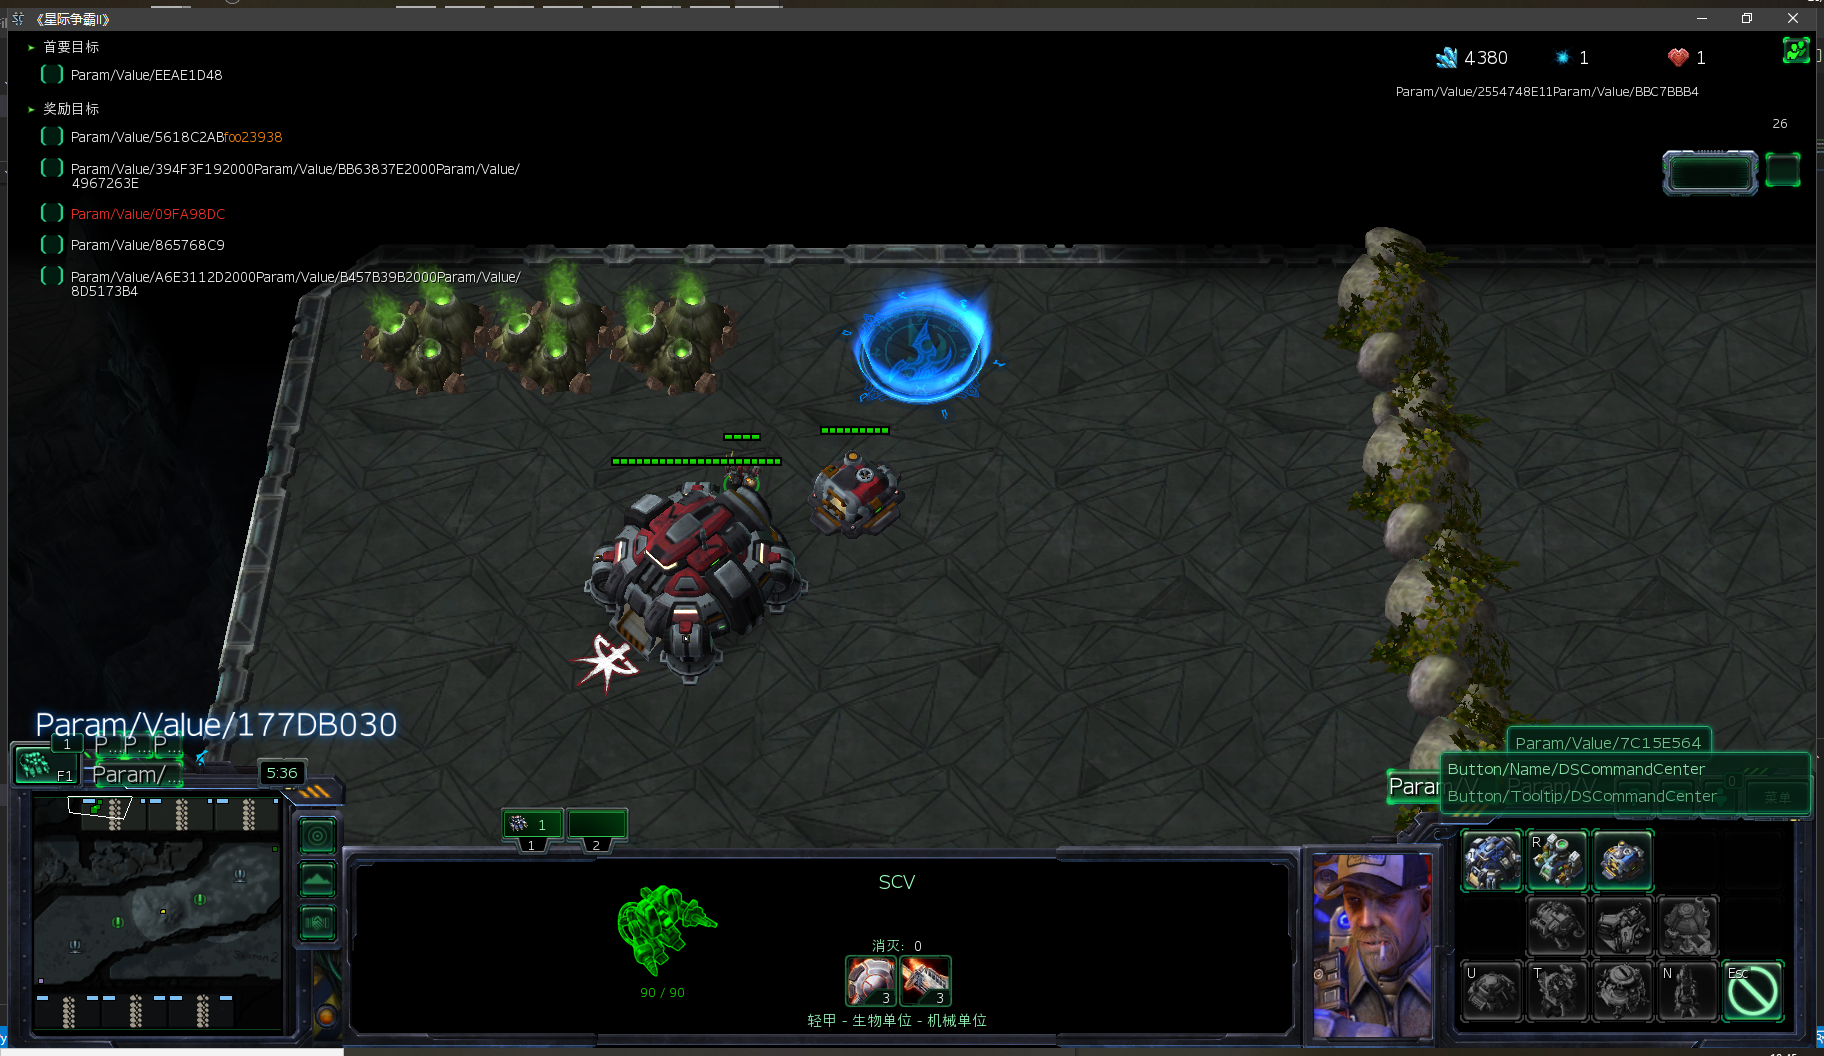 《星际争霸II》
首要目标
Param/Value/EEAE1D48
奖励目标
Param/Value/5618C2ABfoo23938
Param/Value/394F3F192000Param/Value/BB63837E2000Param/Value/
4967263E
Param/Value/09FA98DC
Param/Value/865768C9
Param/Value/A6E3112D2000Param/Value/B457B39B2000Param/Value/
8D5173B4
4380
1
1
Param/Value/2554748E11Param/Value/BBC7BBB4
26
Param/Value/177DB030
1
P... P... P...
F1
Param/...
5:36
Param/Value/7C15E564
Button/Name/DSCommandCenter
Button/Tooltip/DSCommandCenter
Param
0
菜单
1
1
2
SCV
消灭: 0
3
3
90 / 90
轻甲 - 生物单位 - 机械单位
R
U
T
N
Esc